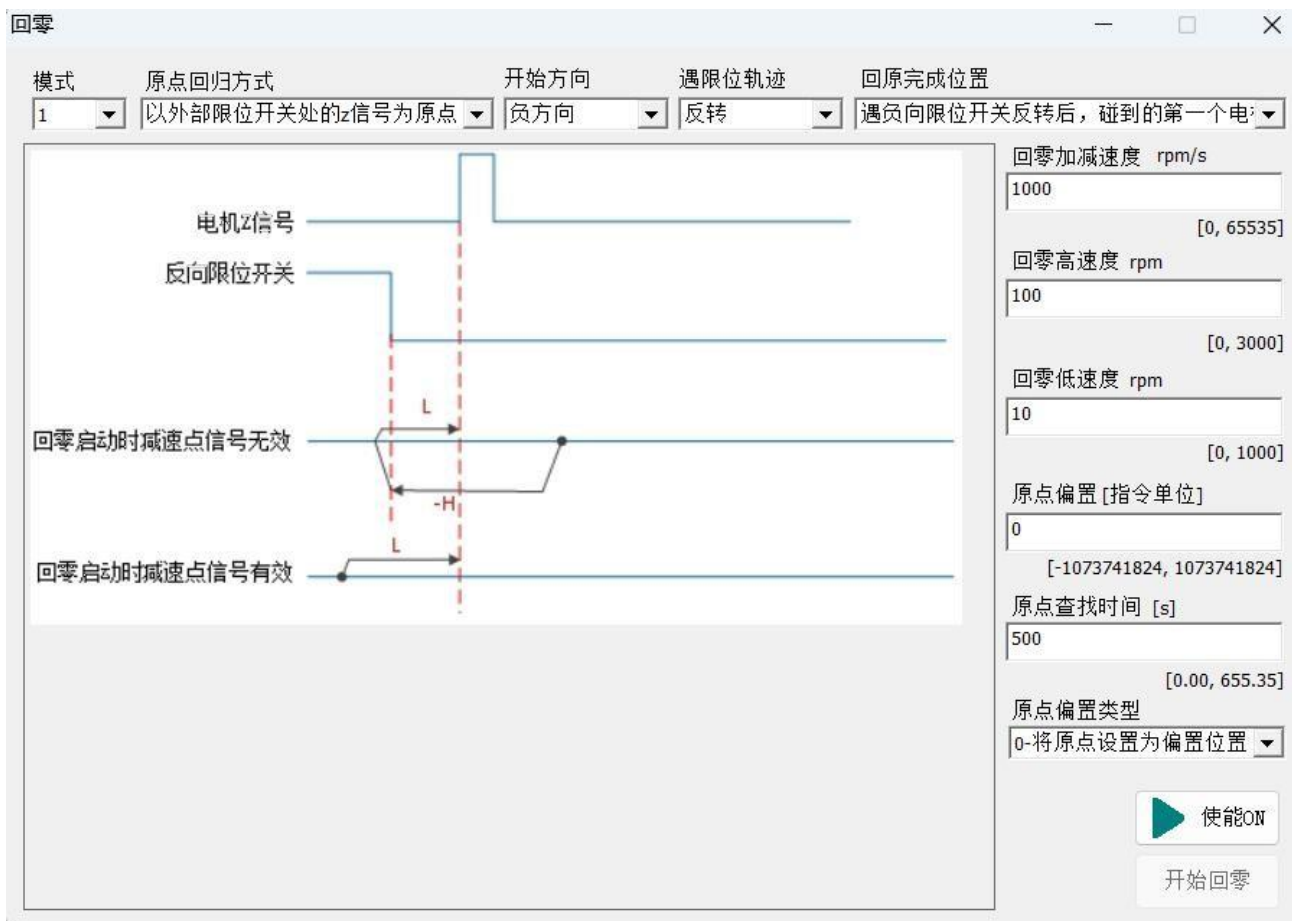 回零
模式 原点回归方式 开始方向 遇限位轨迹 回原完成位置
1 以外部限位开关处的z信号为原点 负方向 反转 遇负向限位开关反转后，碰到的第一个电
回零加减速度 rpm/s
1000
[0, 65535]
电机Z信号
反向限位开关
回零高速度 rpm
100
[0, 3000]
回零低速度 rpm
10
[0, 1000]
L
回零启动时减速点信号无效
-H
原点偏置[指令单位]
0
[-1073741824, 1073741824]
L
回零启动时减速点信号有效
原点查找时间 [s]
500
[0.00, 655.35]
原点偏置类型
0-将原点设置为偏置位置
使能ON
开始回零